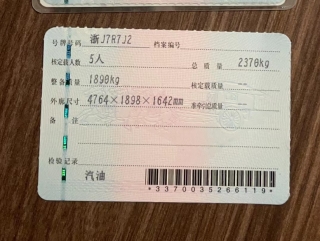 号牌号码 浙J7R7J2 档案编号
核定载人数 5人 总质量 2370kg
整备质量 1890kg 核定载质量 --
外廓尺寸 4764×1898×1642mm 准牵引总质量 --
备注
检验记录
汽油
*3370035266119*